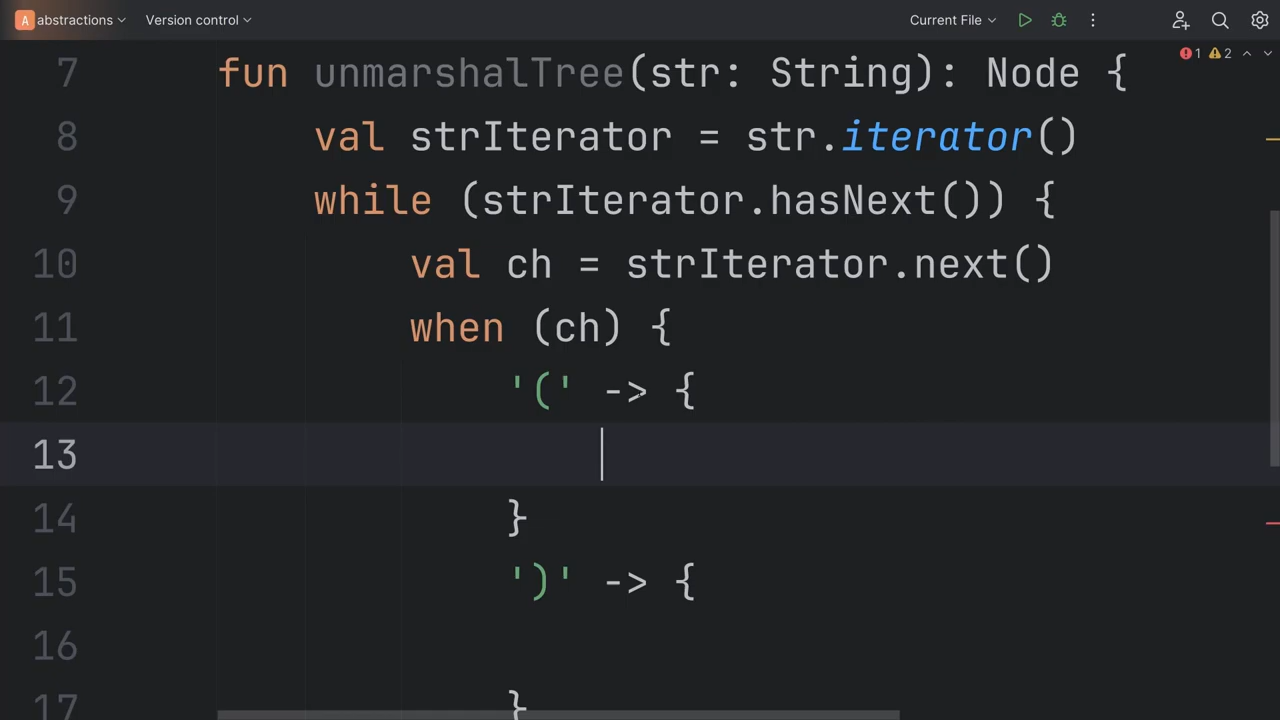 A abstractions Version control Current File
1 2
7 fun unmarshalTree(str: String): Node {
8 val strIterator = str.iterator()
9 while (strIterator.hasNext()) {
10 val ch = strIterator.next()
11 when (ch) {
12 '(' -> {
13
14 }
15 ')' -> {
16
17 }